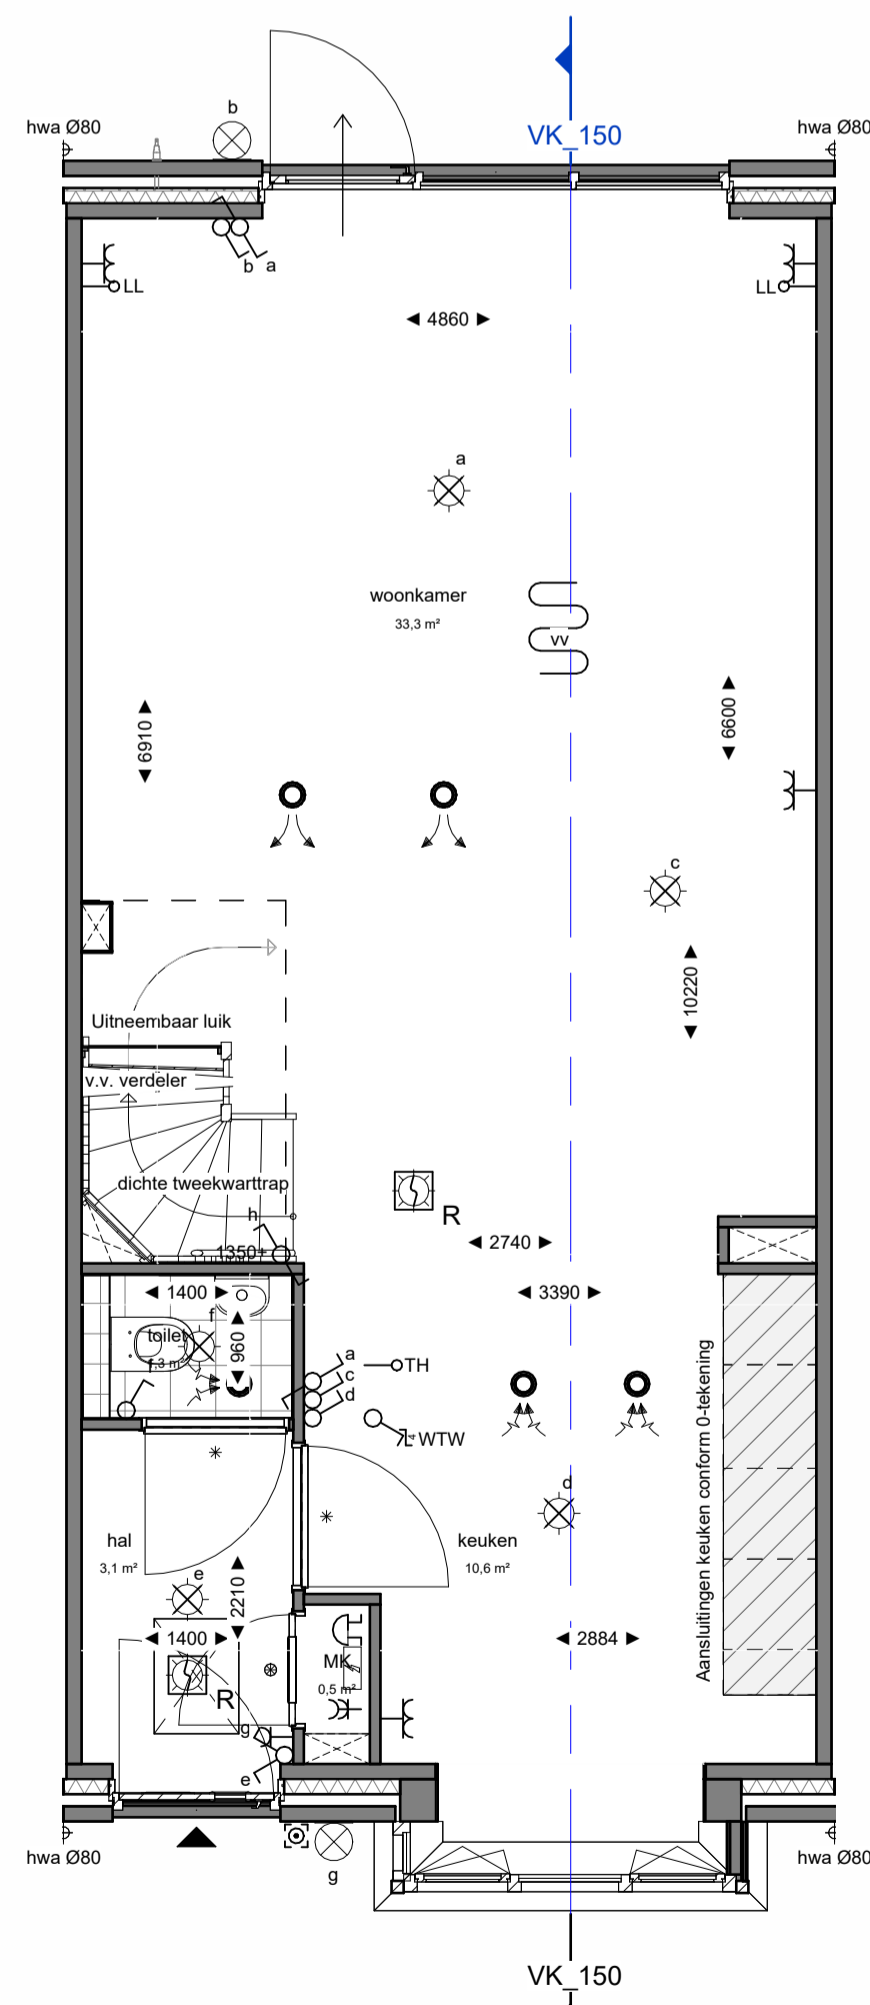 b
hwa Ø80
hwa Ø80
VK_150
b a
LL
LL
4860
a
woonkamer
33,3 m²
vv
6910
6600
c
10220
Uitneembaar luik
v.v. verdeler
dichte tweekwarttrap
h
1350+
R
2740
1400
3390
f
toilet
960
a
c
d
TH
WTW
Aansluitingen keuken conform 0-tekening
d
hal
3,1 m²
keuken
10,6 m²
e
2210
1400
2884
MK
0,5 m²
R
g
e
hwa Ø80
hwa Ø80
g
VK_150